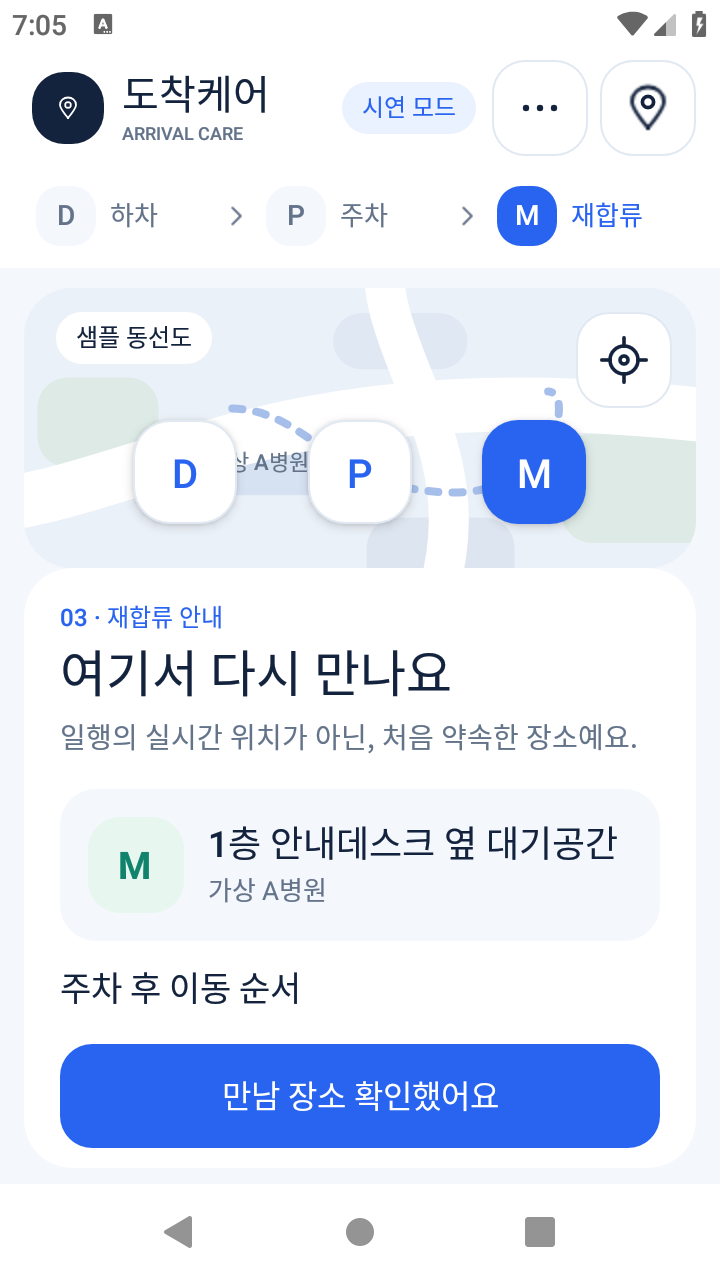 7:05
A
도착케어
ARRIVAL CARE
시연 모드
D 하차
P 주차
M 재합류
샘플 동선도
D
상 A병원
P
M
03 · 재합류 안내
여기서 다시 만나요
일행의 실시간 위치가 아닌, 처음 약속한 장소예요.
M
1층 안내데스크 옆 대기공간
가상 A병원
주차 후 이동 순서
만남 장소 확인했어요